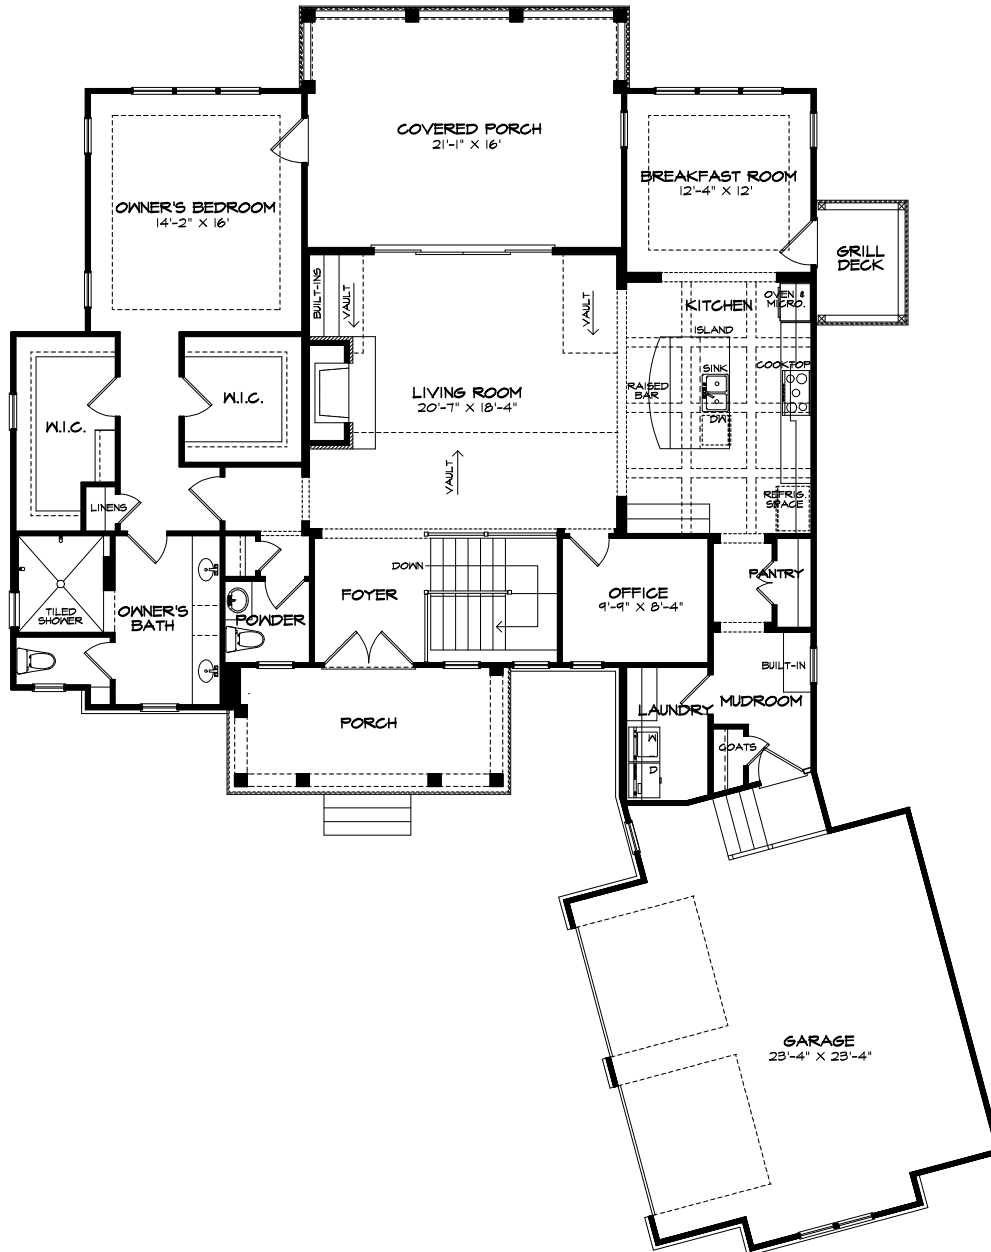 COVERED PORCH
21'-1" X 16'
BREAKFAST ROOM
12'-4" X 12'
OWNER'S BEDROOM
14'-2" X 16'
GRILL
DECK
BUILT-INS
VAULT
VAULT
KITCHEN
OVEN &
MICRO.
ISLAND
SINK
COOKTOP
RAISED
BAR
DW
LIVING ROOM
20'-7" X 18'-4"
W.I.C.
W.I.C.
VAULT
REFRIG.
SPACE
LINENS
DOWN
PANTRY
FOYER
OFFICE
9'-9" X 8'-4"
TILED
SHOWER
OWNER'S
BATH
POWDER
BUILT-IN
MUDROOM
LAUNDRY
PORCH
W
COATS
D
GARAGE
23'-4" X 23'-4"